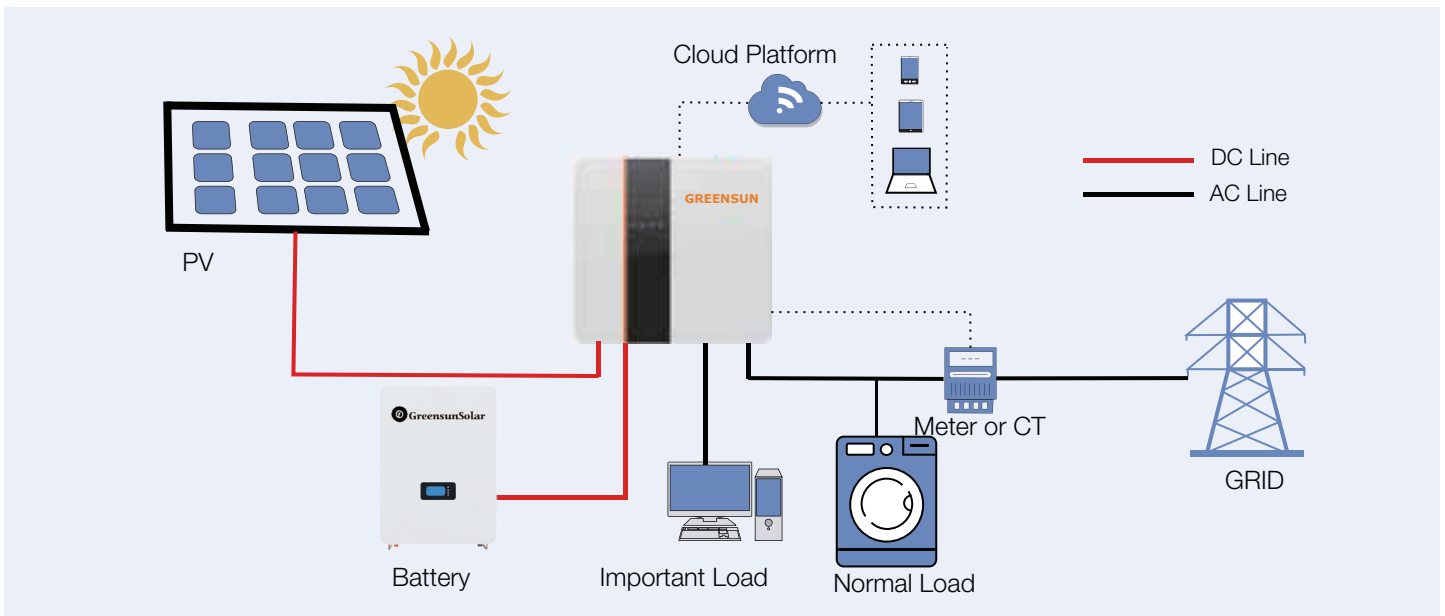 Cloud Platform
GREENSUN
DC Line
AC Line
PV
GreensunSolar
Meter or CT
GRID
Battery
Important Load
Normal Load